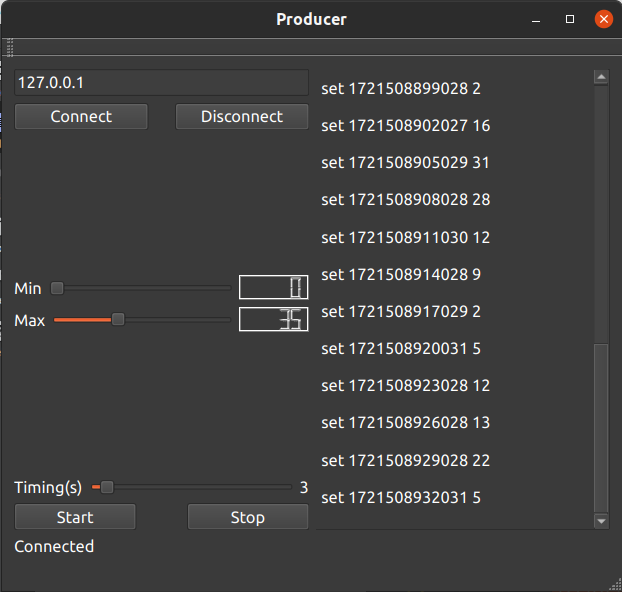 Producer
127.0.0.1
Connect Disconnect
Min 0
Max 35
Timing(s) 3
Start Stop
Connected
set 1721508899028 2
set 1721508902027 16
set 1721508905029 31
set 1721508908028 28
set 1721508911030 12
set 1721508914028 9
set 1721508917029 2
set 1721508920031 5
set 1721508923028 12
set 1721508926028 13
set 1721508929028 22
set 1721508932031 5